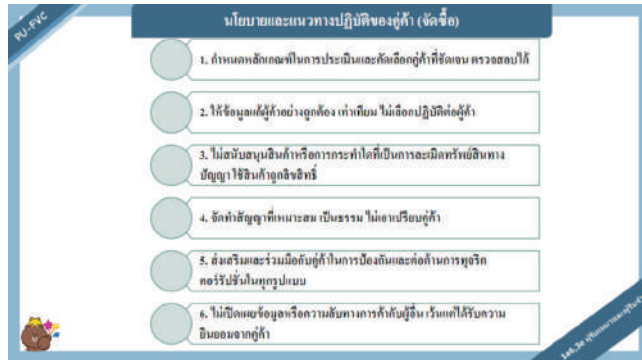 PU-FVC
นโยบายและแนวทางปฏิบัติของคู่ค้า (จัดซื้อ)
1. กำหนดหลักเกณฑ์ในการประเมินและคัดเลือกคู่ค้าที่ชัดเจน ตรวจสอบได้
2. ให้ข้อมูลแก่ผู้ค้าอย่างถูกต้อง เท่าเทียม ไม่เลือกปฏิบัติต่อผู้ค้า
3. ไม่สนับสนุนสินค้าหรือการกระทำใดที่เป็นการละเมิดทรัพย์สินทาง
ปัญญา ใช้สินค้าถูกลิขสิทธิ์
4. จัดทำสัญญาที่เหมาะสม เป็นธรรม ไม่เอาเปรียบคู่ค้า
5. ส่งเสริมและร่วมมือกับคู่ค้าในการป้องกันและต่อต้านการทุจริต
คอร์รัปชั่นในทุกรูปแบบ
6. ไม่เปิดเผยข้อมูลหรือความลับทางการค้ากับผู้อื่น เว้นแต่ได้รับความ
ยินยอมจากคู่ค้า